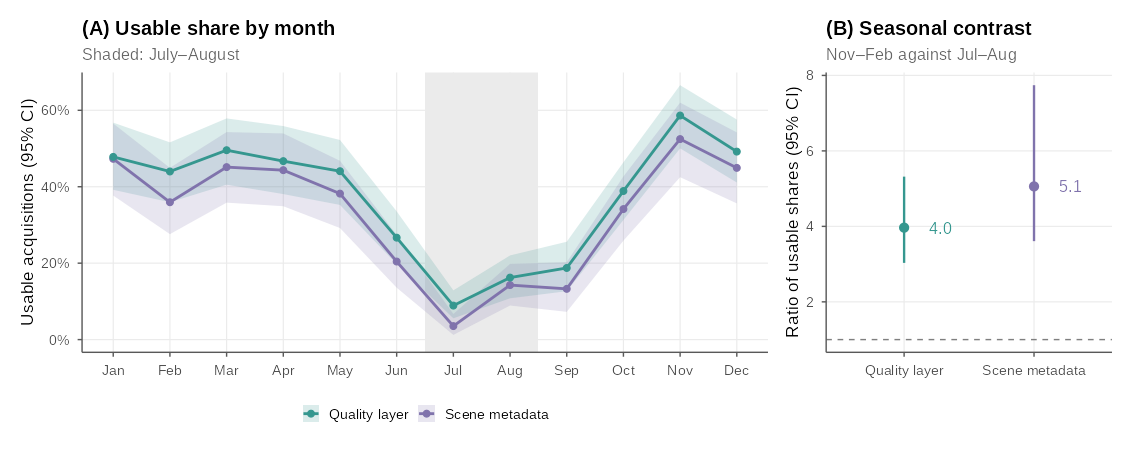 (A) Usable share by month
Shaded: July–August
Usable acquisitions (95% CI)
60%
40%
20%
0%
Jan Feb Mar Apr May Jun Jul Aug Sep Oct Nov Dec
Quality layer Scene metadata
(B) Seasonal contrast
Nov–Feb against Jul–Aug
Ratio of usable shares (95% CI)
8
6
4
2
4.0
5.1
Quality layer Scene metadata